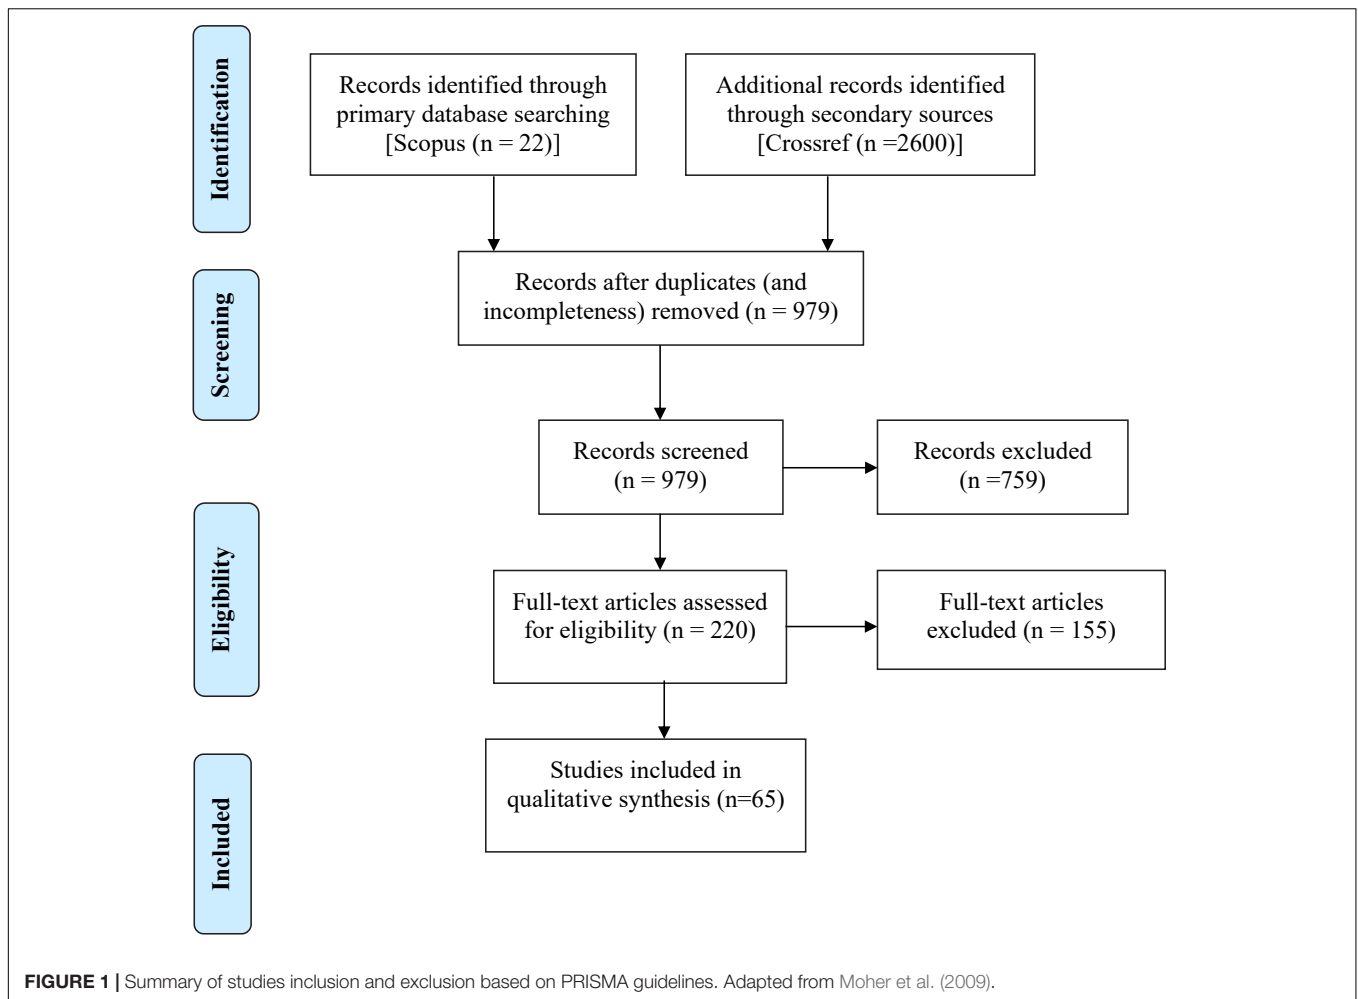 Identification
Records identified through
primary database searching
[Scopus (n = 22)]
Additional records identified
through secondary sources
[Crossref (n =2600)]
Screening
Records after duplicates (and
incompleteness) removed (n = 979)
Records screened
(n = 979)
Records excluded
(n =759)
Eligibility
Full-text articles assessed
for eligibility (n = 220)
Full-text articles
excluded (n = 155)
Included
Studies included in
qualitative synthesis (n=65)
FIGURE 1 | Summary of studies inclusion and exclusion based on PRISMA guidelines. Adapted from Moher et al. (2009).